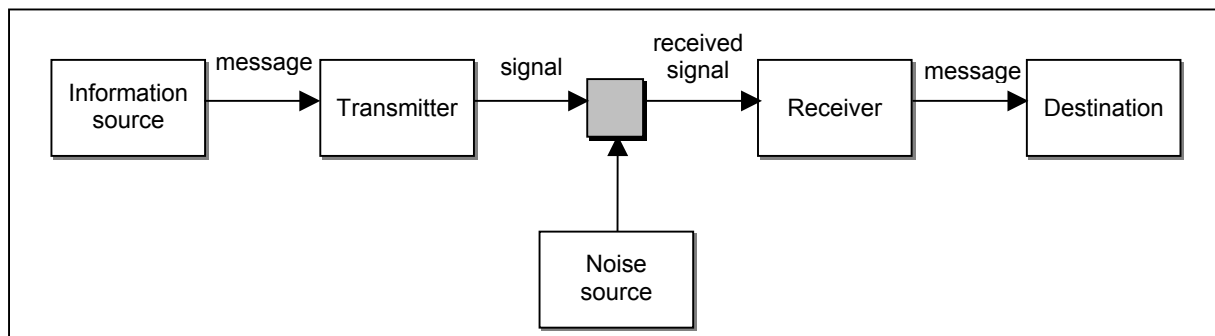 message
signal
received
signal
message
Information
source
Transmitter
Receiver
Destination
Noise
source